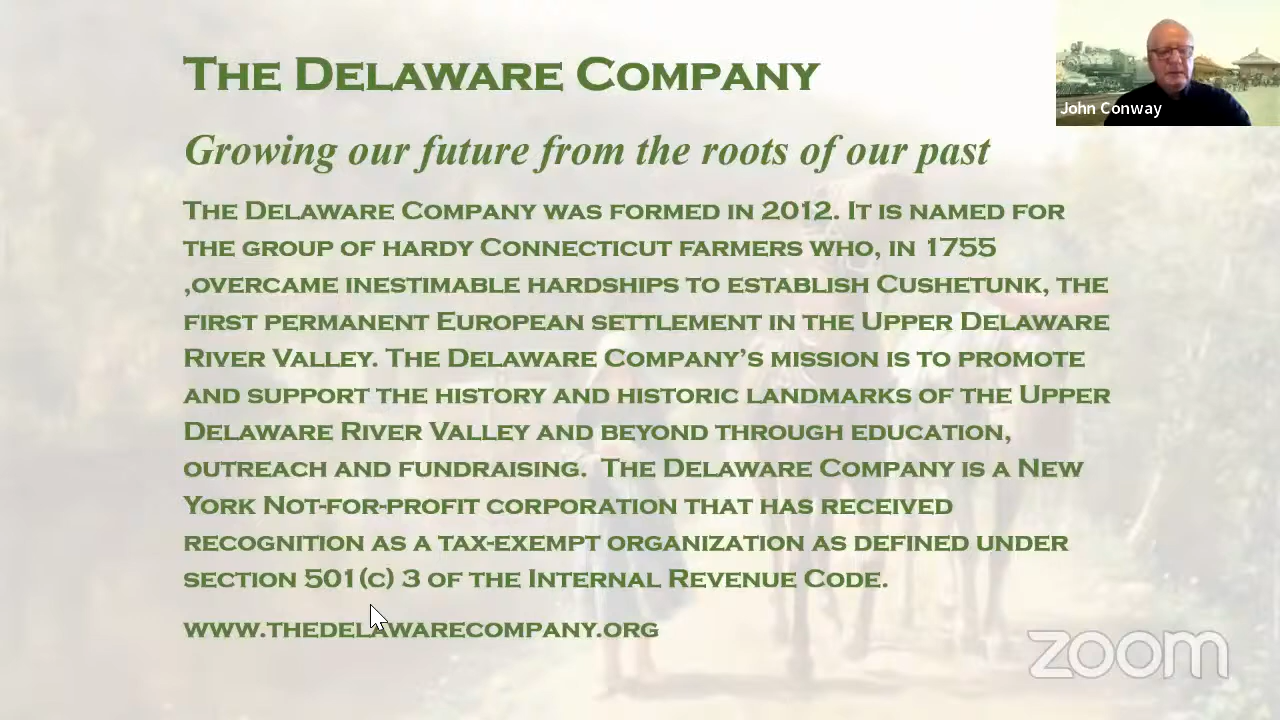 THE DELAWARE COMPANY
Growing our future from the roots of our past
THE DELAWARE COMPANY WAS FORMED IN 2012. IT IS NAMED FOR
THE GROUP OF HARDY CONNECTICUT FARMERS WHO, IN 1755
,OVERCAME INESTIMABLE HARDSHIPS TO ESTABLISH CUSHETUNK, THE
FIRST PERMANENT EUROPEAN SETTLEMENT IN THE UPPER DELAWARE
RIVER VALLEY. THE DELAWARE COMPANY’S MISSION IS TO PROMOTE
AND SUPPORT THE HISTORY AND HISTORIC LANDMARKS OF THE UPPER
DELAWARE RIVER VALLEY AND BEYOND THROUGH EDUCATION,
OUTREACH AND FUNDRAISING. THE DELAWARE COMPANY IS A NEW
YORK NOT-FOR-PROFIT CORPORATION THAT HAS RECEIVED
RECOGNITION AS A TAX-EXEMPT ORGANIZATION AS DEFINED UNDER
SECTION 501(C) 3 OF THE INTERNAL REVENUE CODE.
WWW.THEDELAWARECOMPANY.ORG
John Conway
zoom